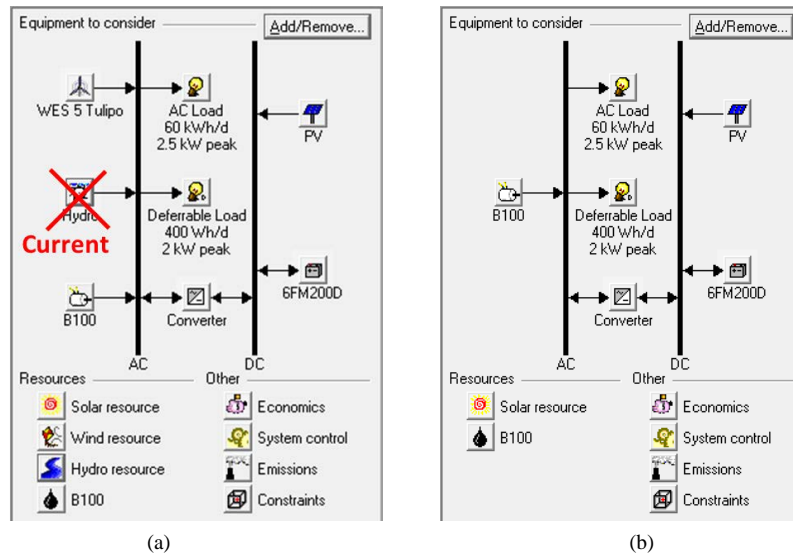 Equipment to consider
Add/Remove...
WES 5 Tulipo
AC Load
60 kWh/d
2.5 kW peak
PV
Hydro
Current
Deferrable Load
400 Wh/d
2 kW peak
B100
Converter
6FM200D
AC
DC
Resources
Other
Solar resource
Economics
Wind resource
System control
Hydro resource
Emissions
B100
Constraints
(a)
Equipment to consider
Add/Remove...
AC Load
60 kWh/d
2.5 kW peak
PV
B100
Deferrable Load
400 Wh/d
2 kW peak
Converter
6FM200D
AC
DC
Resources
Other
Solar resource
Economics
B100
System control
Emissions
Constraints
(b)